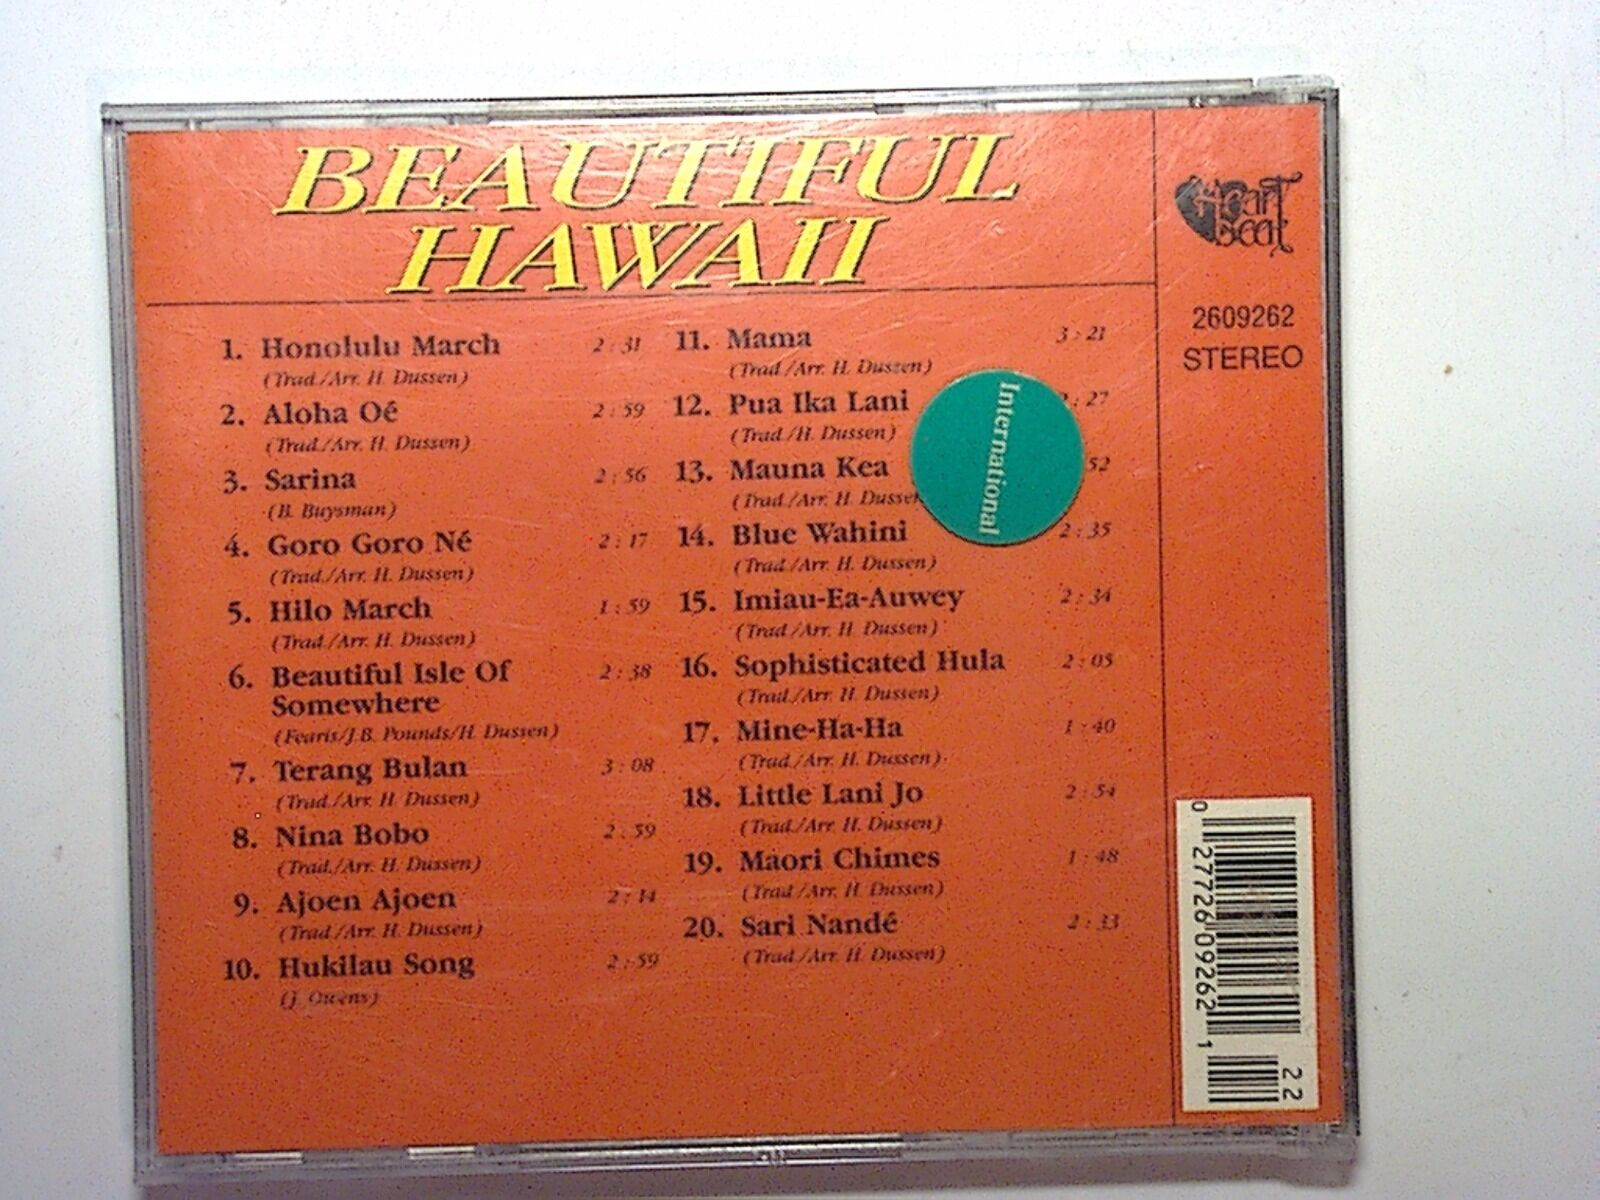 BEAUTIFUL
HAWAII
1. Honolulu March 2:31
(Trad./Arr. H. Dussen)
2. Aloha Oé 2:59
(Trad./Arr. H. Dussen)
3. Sarina 2:56
(B. Buysman)
4. Goro Goro Né 2:17
(Trad./Arr. H. Dussen)
5. Hilo March 1:59
(Trad./Arr. H. Dussen)
6. Beautiful Isle Of 2:38
Somewhere
(Fearis/J.B. Pounds/H. Dussen)
7. Terang Bulan 3:08
(Trad./Arr. H. Dussen)
8. Nina Bobo 2:59
(Trad./Arr. H. Dussen)
9. Ajoen Ajoen
(Trad./Arr. H. Dussen)
10. Hukilau Song 2:59
(J. Owens)
11. Mama 3:21
(Trad./Arr. H. Dussen)
12. Pua Ika Lani :27
(Trad./H. Dussen)
13. Mauna Kea 52
(Trad./Arr. H. Dussen
14. Blue Wahini 2:35
(Trad./Arr. H. Dussen)
15. Imiau-Ea-Auwey 2:34
(Trad./Arr. H. Dussen)
16. Sophisticated Hula 2:05
(Trad./Arr. H. Dussen)
17. Mine-Ha-Ha 1:40
(Trad./Arr. H. Dussen)
18. Little Lani Jo 2:54
(Trad./Arr. H. Dussen)
19. Maori Chimes 1:48
(Trad./Arr. H. Dussen)
20. Sari Nandé 2:33
(Trad./Arr. H. Dussen)
International
Heart
Beat
2609262
STEREO
0 27726 09262 1
22